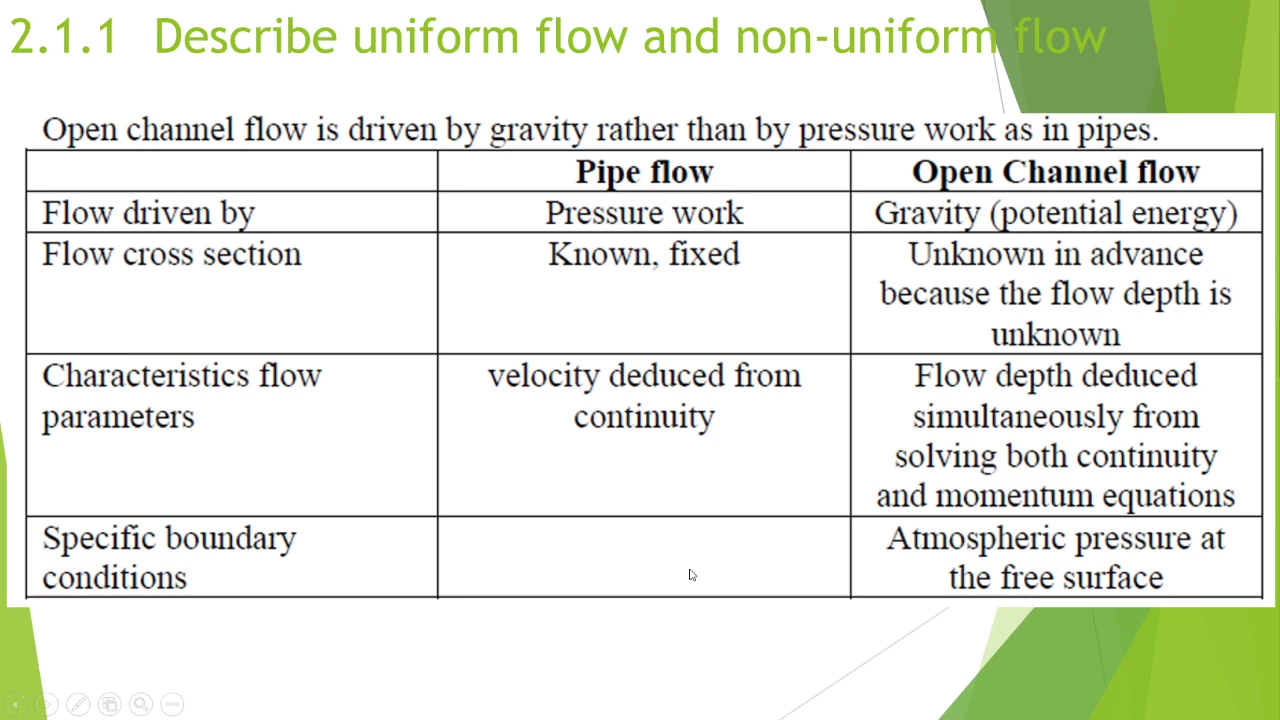 2.1.1 Describe uniform flow and non-uniform flow
Open channel flow is driven by gravity rather than by pressure work as in pipes.
Pipe flow
Open Channel flow
Flow driven by
Pressure work
Gravity (potential energy)
Flow cross section
Known, fixed
Unknown in advance
because the flow depth is
unknown
Characteristics flow
parameters
velocity deduced from
continuity
Flow depth deduced
simultaneously from
solving both continuity
and momentum equations
Specific boundary
conditions
Atmospheric pressure at
the free surface